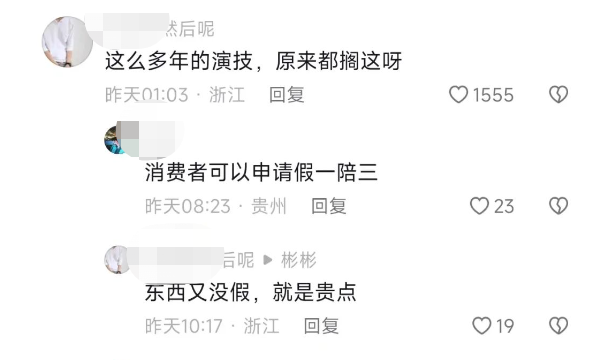 然后呢
这么多年的演技，原来都搁这呀
昨天01:03 · 浙江 回复 1555
消费者可以申请假一陪三
昨天08:23 · 贵州 回复 23
后呢 ▸ 彬彬
东西又没假，就是贵点
昨天10:17 · 浙江 回复 19